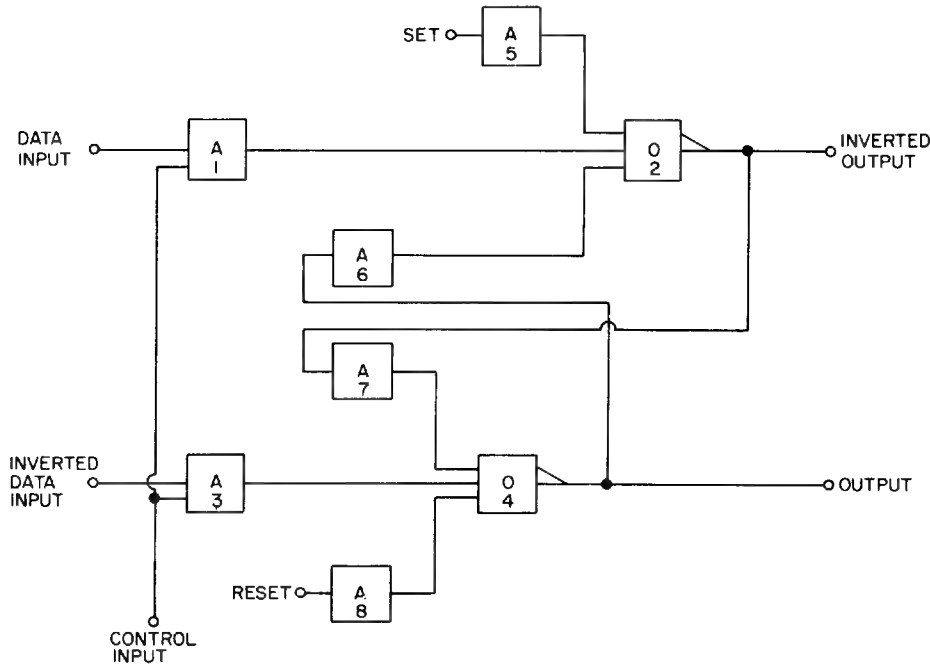 SET
A
5
DATA
INPUT
A
1
O
2
INVERTED
OUTPUT
A
6
A
7
INVERTED
DATA
INPUT
A
3
O
4
OUTPUT
RESET
A
8
CONTROL
INPUT